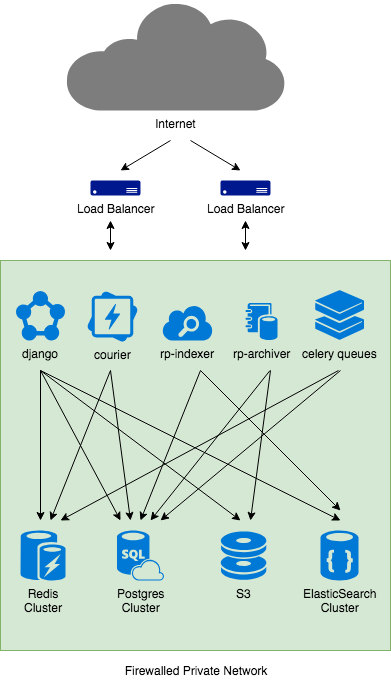 Internet
Load Balancer
Load Balancer
django
courier
rp-indexer
rp-archiver
celery queues
SQL
{ }
Redis
Cluster
Postgres
Cluster
S3
ElasticSearch
Cluster
Firewalled Private Network